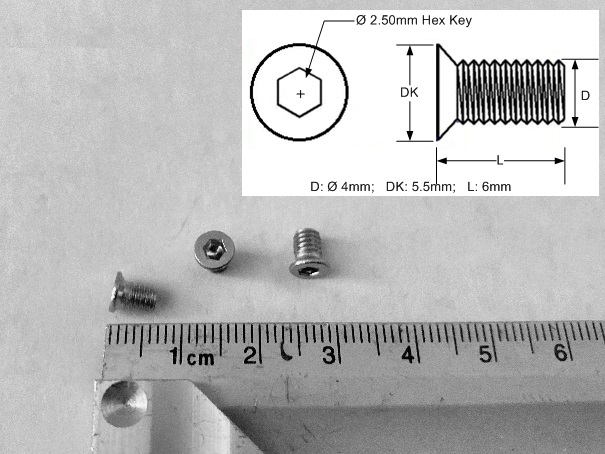 Ø 2.50mm Hex Key
DK
D
L
D: Ø 4mm; DK: 5.5mm; L: 6mm
1 cm 2 3 4 5 6